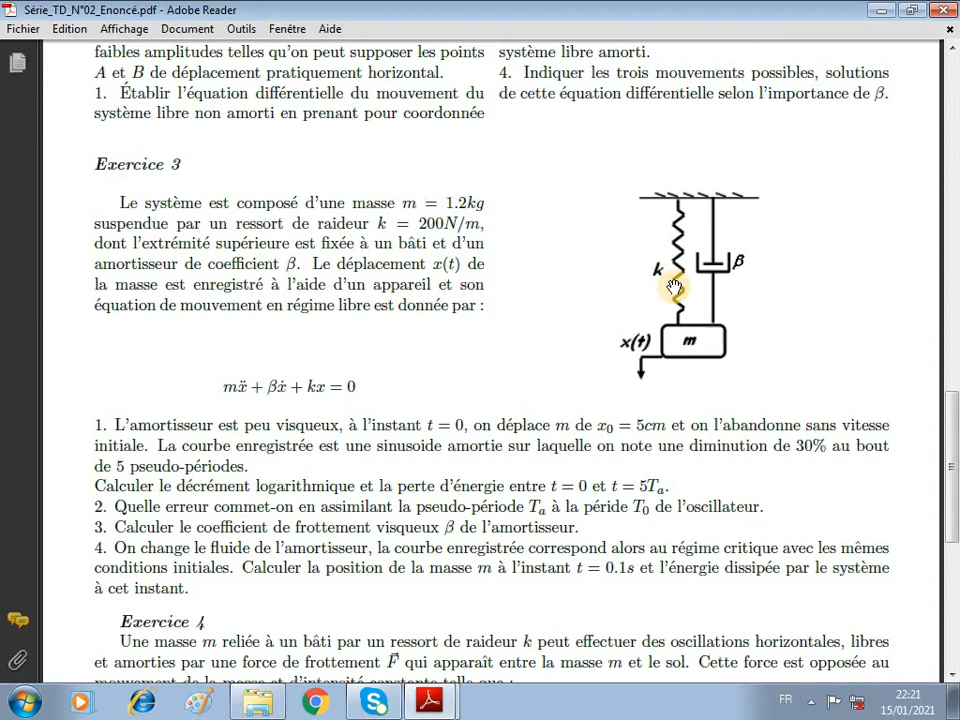 Série_TD_N°02_Enoncé.pdf - Adobe Reader
Fichier Edition Affichage Document Outils Fenêtre Aide
faibles amplitudes telles qu'on peut supposer les points
A et B de déplacement pratiquement horizontal.
1. Établir l'équation différentielle du mouvement du
système libre non amorti en prenant pour coordonnée
système libre amorti.
4. Indiquer les trois mouvements possibles, solutions
de cette équation différentielle selon l'importance de β.
Exercice 3
Le système est composé d'une masse m = 1.2kg
suspendue par un ressort de raideur k = 200N/m,
dont l'extrémité supérieure est fixée à un bâti et d'un
amortisseur de coefficient β. Le déplacement x(t) de
la masse est enregistré à l'aide d'un appareil et son
équation de mouvement en régime libre est donnée par :
k
β
x(t)
m
mẍ + βẋ + kx = 0
1. L'amortisseur est peu visqueux, à l'instant t = 0, on déplace m de x₀ = 5cm et on l'abandonne sans vitesse
initiale. La courbe enregistrée est une sinusoide amortie sur laquelle on note une diminution de 30% au bout
de 5 pseudo-périodes.
Calculer le décrément logarithmique et la perte d'énergie entre t = 0 et t = 5Tₐ.
2. Quelle erreur commet-on en assimilant la pseudo-période Tₐ à la péride T₀ de l'oscillateur.
3. Calculer le coefficient de frottement visqueux β de l'amortisseur.
4. On change le fluide de l'amortisseur, la courbe enregistrée correspond alors au régime critique avec les mêmes
conditions initiales. Calculer la position de la masse m à l'instant t = 0.1s et l'énergie dissipée par le système
à cet instant.
Exercice 4
Une masse m reliée à un bâti par un ressort de raideur k peut effectuer des oscillations horizontales, libres
et amorties par une force de frottement F⃗ qui apparaît entre la masse m et le sol. Cette force est opposée au
mouvement de la masse et d'intensité constante telle que :
FR
22:21
15/01/2021